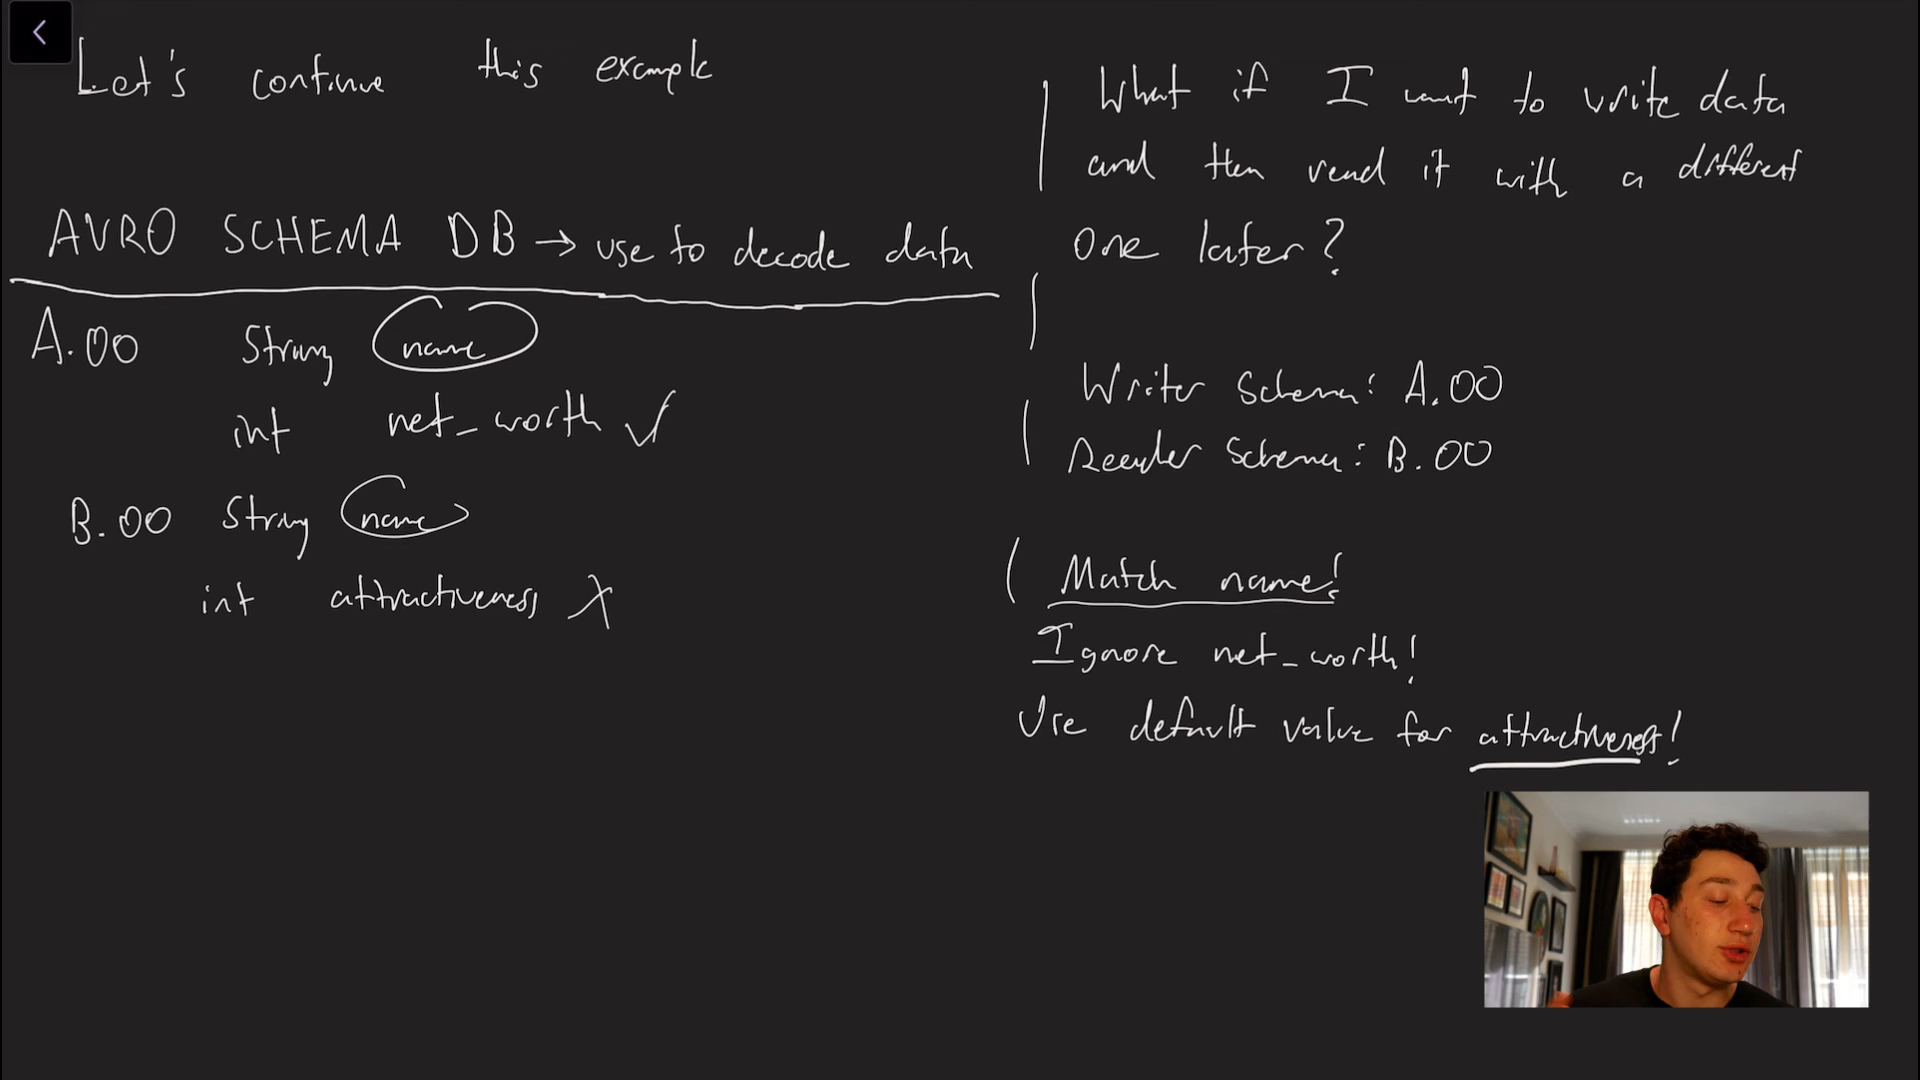 Let's continue this example
AVRO SCHEMA DB → use to decode data
A.00 String name
int net_worth ✓
B.00 String name
int attractiveness X
What if I want to write data
and then read it with a different
one later?
Writer Schema: A.00
Reader Schema: B.00
Match name!
Ignore net_worth!
Use default value for attractiveness!